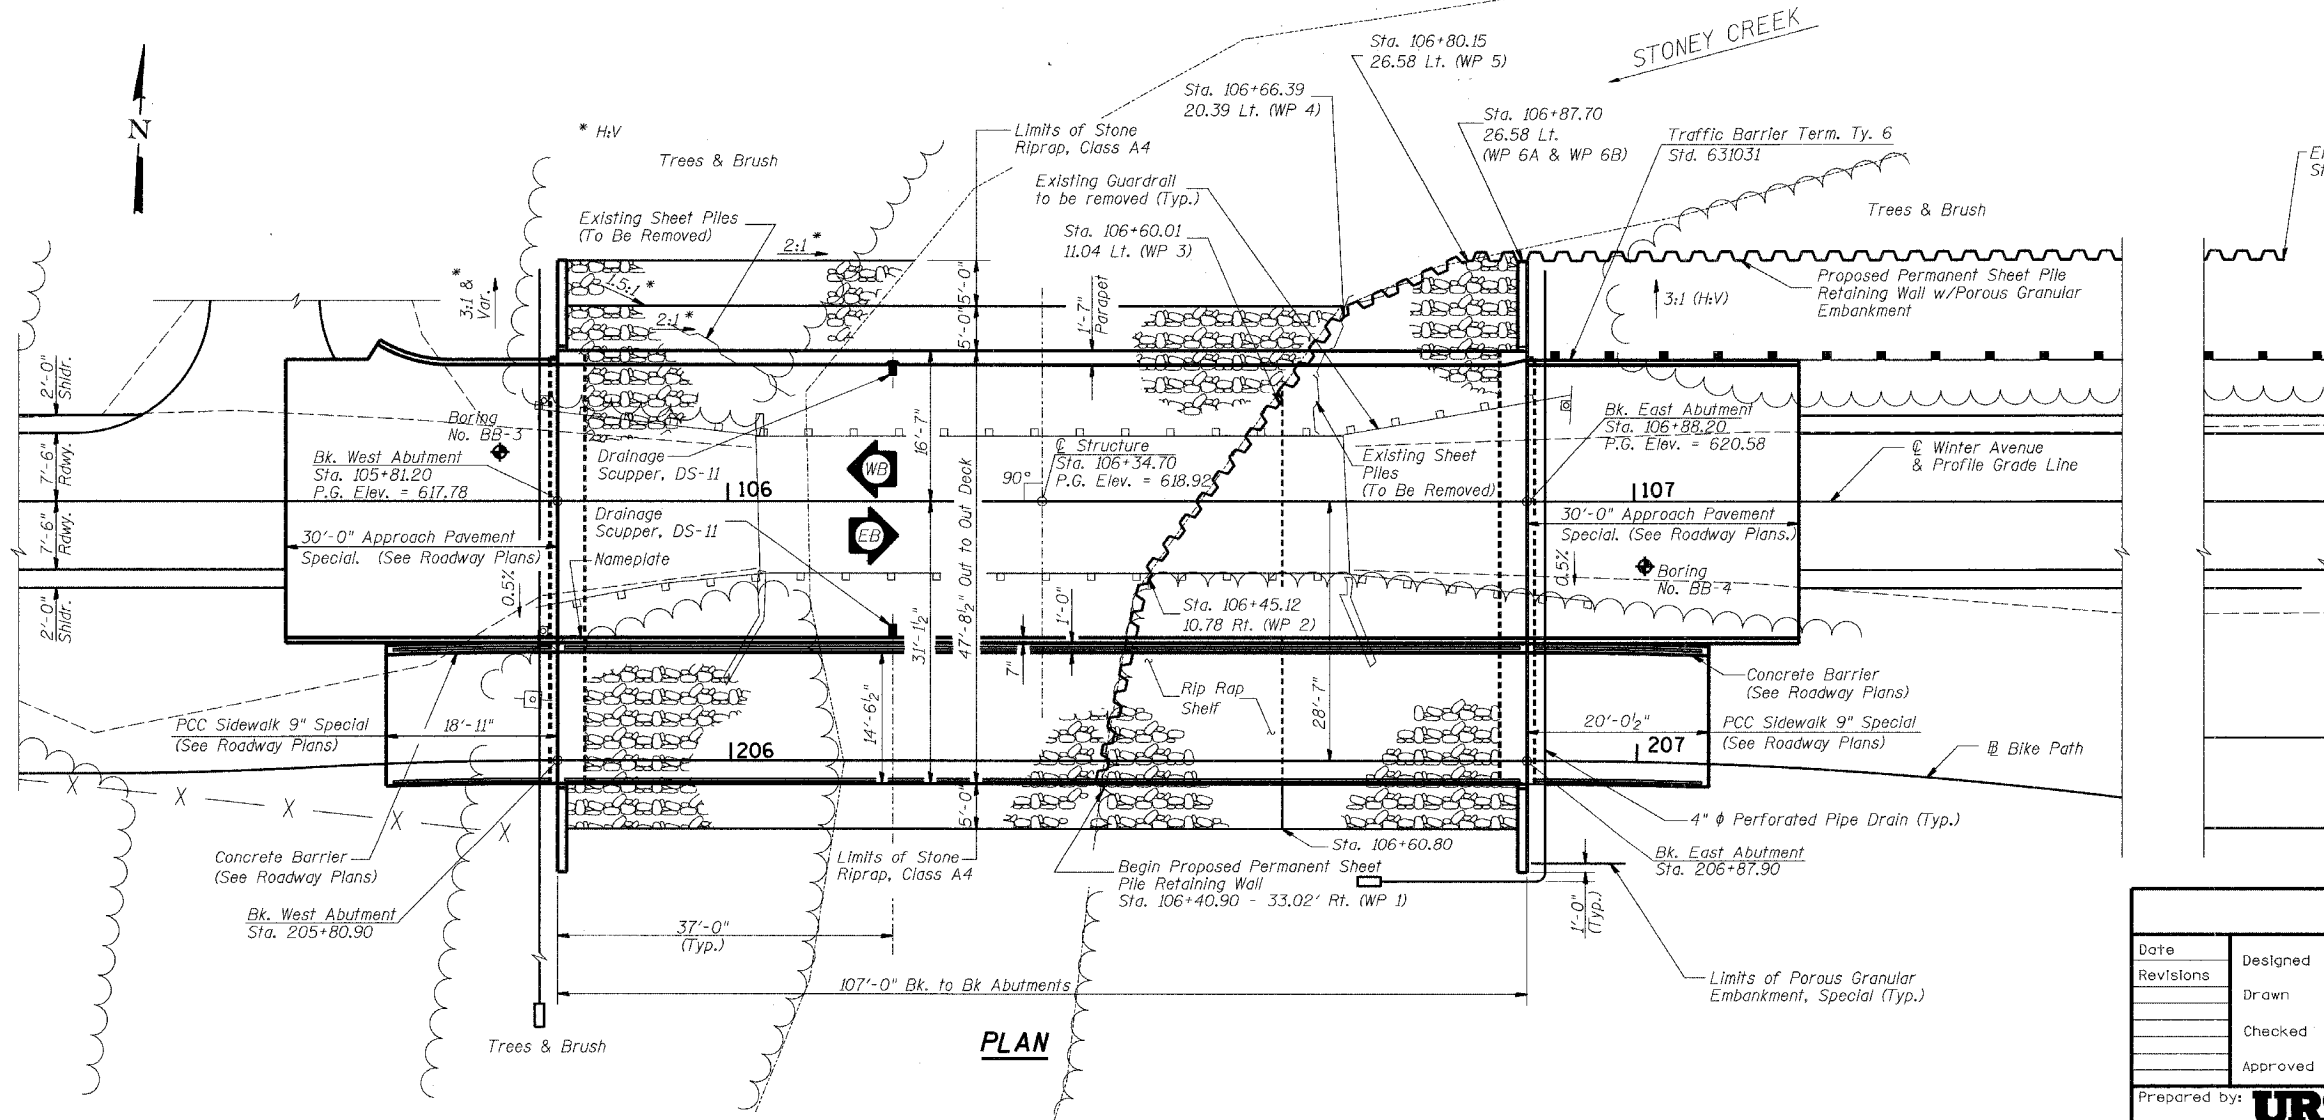 STONEY CREEK
Sta. 106+80.15
26.58 Lt. (WP 5)
Sta. 106+66.39
20.39 Lt. (WP 4)
Sta. 106+87.70
26.58 Lt.
(WP 6A & WP 6B)
Traffic Barrier Term. Ty. 6
Std. 631031
N
* H:V
Trees & Brush
Limits of Stone
Riprap, Class A4
Existing Guardrail
to be removed (Typ.)
Trees & Brush
Existing Sheet Piles
(To Be Removed)
2:1 *
Sta. 106+60.01
11.04 Lt. (WP 3)
3:1 & *
Var.
1.5:1 *
2:1 *
5'-0"
5'-0"
1'-7"
Parapet
3:1 (H:V)
Proposed Permanent Sheet Pile
Retaining Wall w/Porous Granular
Embankment
2'-0"
Shldr.
7'-6"
Rdwy.
7'-6"
Rdwy.
2'-0"
Shldr.
Boring
No. BB-3
Bk. West Abutment
Sta. 105+81.20
P.G. Elev. = 617.78
Drainage
Scupper, DS-11
WB
16'-7"
℄ Structure
Sta. 106+34.70
P.G. Elev. = 618.92
90°
Existing Sheet
Piles
(To Be Removed)
Bk. East Abutment
Sta. 106+88.20
P.G. Elev. = 620.58
℄ Winter Avenue
& Profile Grade Line
106
107
30'-0" Approach Pavement
Special. (See Roadway Plans)
Drainage
Scupper, DS-11
EB
Nameplate
0.5%
30'-0" Approach Pavement
Special. (See Roadway Plans.)
0.5%
Boring
No. BB-4
47'-8½" Out to Out Deck
31'-1½"
1'-0"
7"
Sta. 106+45.12
10.78 Rt. (WP 2)
14'-6½"
28'-7"
Rip Rap
Shelf
Concrete Barrier
(See Roadway Plans)
PCC Sidewalk 9" Special
(See Roadway Plans)
18'-11"
20'-0½"
PCC Sidewalk 9" Special
(See Roadway Plans)
206
207
Bike Path
X X X X X
5'-0"
4" ϕ Perforated Pipe Drain (Typ.)
Concrete Barrier
(See Roadway Plans)
Limits of Stone
Riprap, Class A4
Sta. 106+60.80
Begin Proposed Permanent Sheet
Pile Retaining Wall
Sta. 106+40.90 - 33.02' Rt. (WP 1)
Bk. East Abutment
Sta. 206+87.90
Bk. West Abutment
Sta. 205+80.90
37'-0"
(Typ.)
1'-0"
(Typ.)
107'-0" Bk. to Bk Abutments
Limits of Porous Granular
Embankment, Special (Typ.)
Trees & Brush
PLAN
Date
Revisions
Designed
Drawn
Checked
Approved
Prepared by: